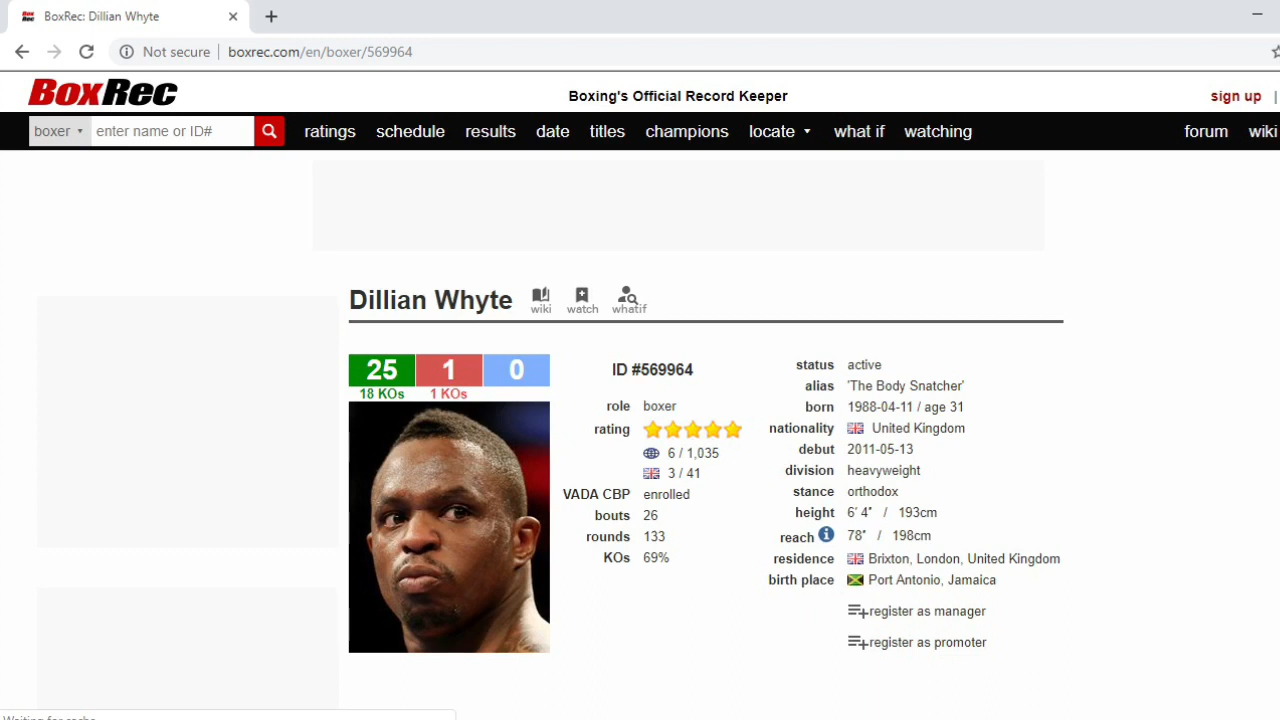 BoxRec: Dillian Whyte
Not secure boxrec.com/en/boxer/569964
BoxRec
Boxing's Official Record Keeper
sign up |
boxer enter name or ID# ratings schedule results date titles champions locate what if watching forum wiki
Dillian Whyte
wiki watch whatif
25 1 0
18 KOs 1 KOs
ID #569964
role boxer
rating
6 / 1,035
3 / 41
VADA CBP enrolled
bouts 26
rounds 133
KOs 69%
status active
alias 'The Body Snatcher'
born 1988-04-11 / age 31
nationality United Kingdom
debut 2011-05-13
division heavyweight
stance orthodox
height 6′ 4″ / 193cm
reach 78″ / 198cm
residence Brixton, London, United Kingdom
birth place Port Antonio, Jamaica
register as manager
register as promoter